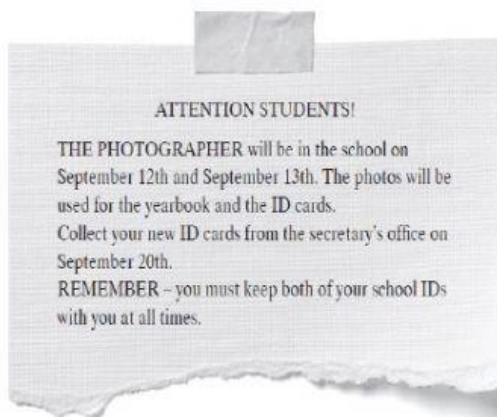 ATTENTION STUDENTS!
THE PHOTOGRAPHER will be in the school on
September 12th and September 13th. The photos will be
used for the yearbook and the ID cards.
Collect your new ID cards from the secretary's office on
September 20th.
REMEMBER – you must keep both of your school IDs
with you at all times.